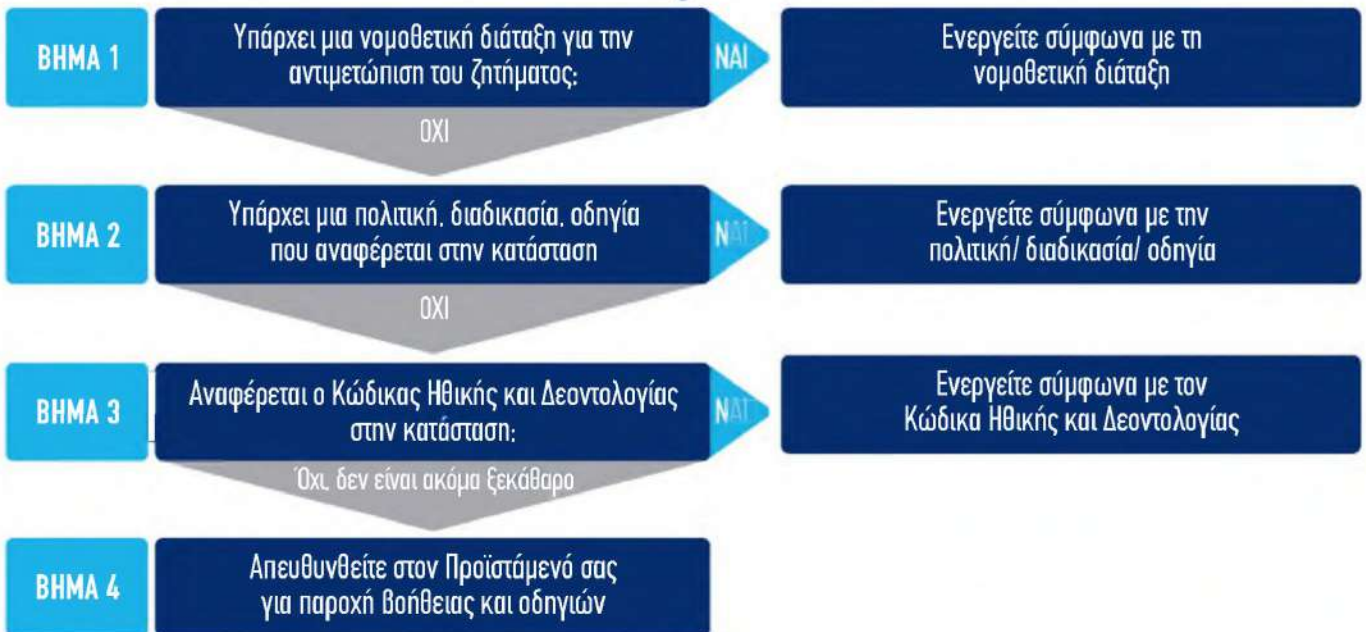 ΒΗΜΑ 1
Υπάρχει μια νομοθετική διάταξη για την
αντιμετώπιση του ζητήματος;
ΝΑΙ
Ενεργείτε σύμφωνα με τη
νομοθετική διάταξη
ΟΧΙ
ΒΗΜΑ 2
Υπάρχει μια πολιτική, διαδικασία, οδηγία
που αναφέρεται στην κατάσταση
ΝΑΙ
Ενεργείτε σύμφωνα με την
πολιτική/ διαδικασία/ οδηγία
ΟΧΙ
ΒΗΜΑ 3
Αναφέρεται ο Κώδικας Ηθικής και Δεοντολογίας
στην κατάσταση;
ΝΑΙ
Ενεργείτε σύμφωνα με τον
Κώδικα Ηθικής και Δεοντολογίας
Όχι, δεν είναι ακόμα ξεκάθαρο
ΒΗΜΑ 4
Απευθυνθείτε στον Προϊστάμενό σας
για παροχή βοήθειας και οδηγιών